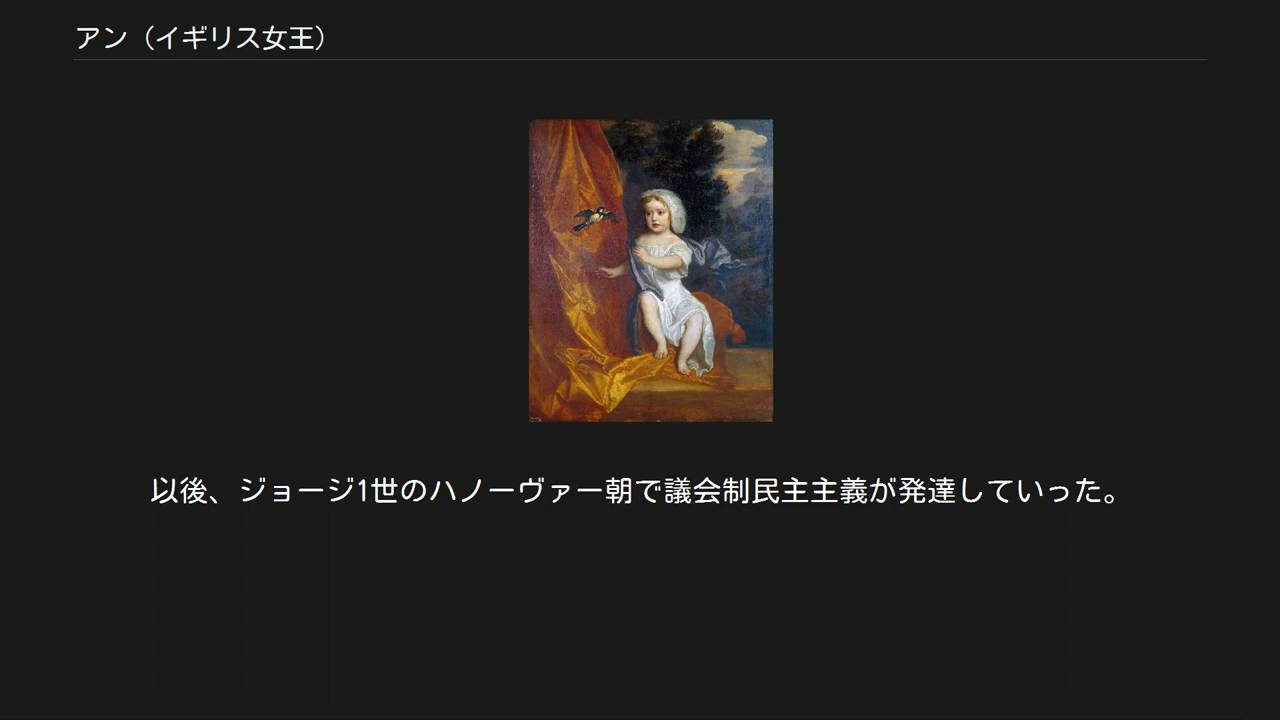 アン（イギリス女王）
以後、ジョージ1世のハノーヴァー朝で議会制民主主義が発達していった。